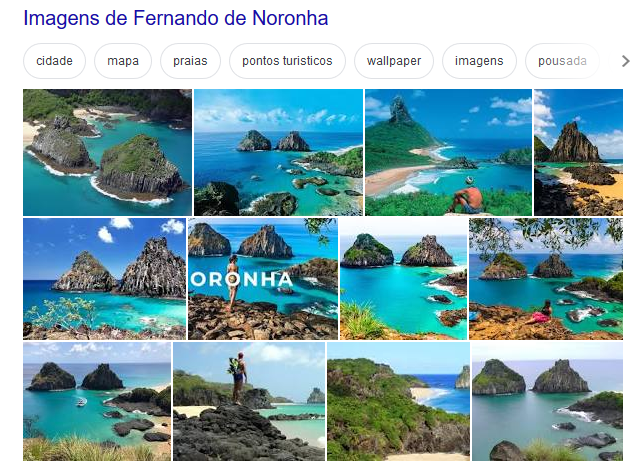 Imagens de Fernando de Noronha
cidade mapa praias pontos turisticos wallpaper imagens pousada
ORONHA